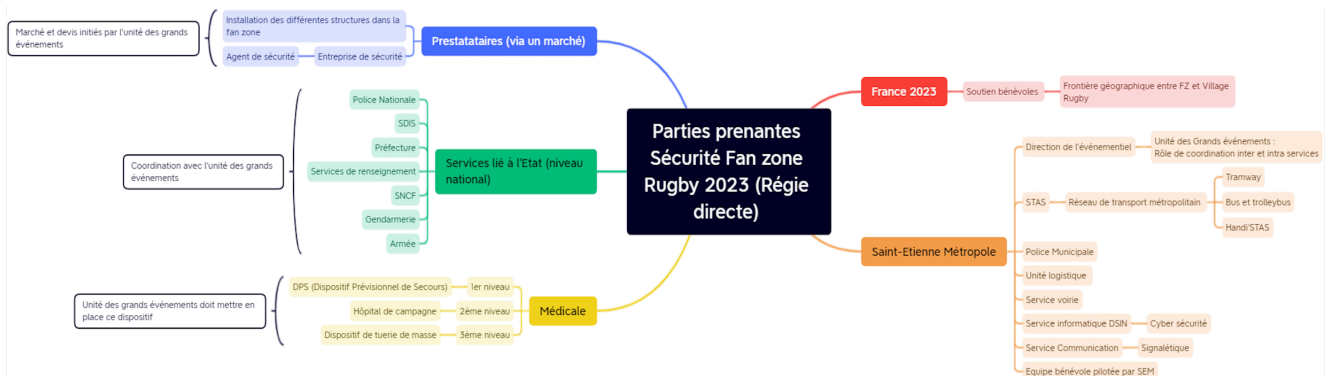 Marché et devis initiés par l'unité des grands
événements
Installation des différentes structures dans la
fan zone
Agent de sécurité
Entreprise de sécurité
Prestatataires (via un marché)
Coordination avec l'unité des grands
événements
Police Nationale
SDIS
Préfecture
Services de renseignement
SNCF
Gendarmerie
Armée
Services lié à l'Etat (niveau
national)
Unité des grands événements doit mettre en
place ce dispositif
DPS (Dispositif Prévisionnel de Secours)
1er niveau
Hôpital de campagne
2ème niveau
Dispositif de tuerie de masse
3ème niveau
Médicale
Parties prenantes
Sécurité Fan zone
Rugby 2023 (Régie
directe)
France 2023
Soutien bénévoles
Frontière géographique entre FZ et Village
Rugby
Saint-Etienne Métropole
Direction de l'événementiel
Unité des Grands événements :
Rôle de coordination inter et intra services
STAS
Réseau de transport métropolitain
Tramway
Bus et trolleybus
Handi'STAS
Police Municipale
Unité logistique
Service voirie
Service informatique DSIN
Cyber sécurité
Service Communication
Signalétique
Equipe bénévole pilotée par SEM